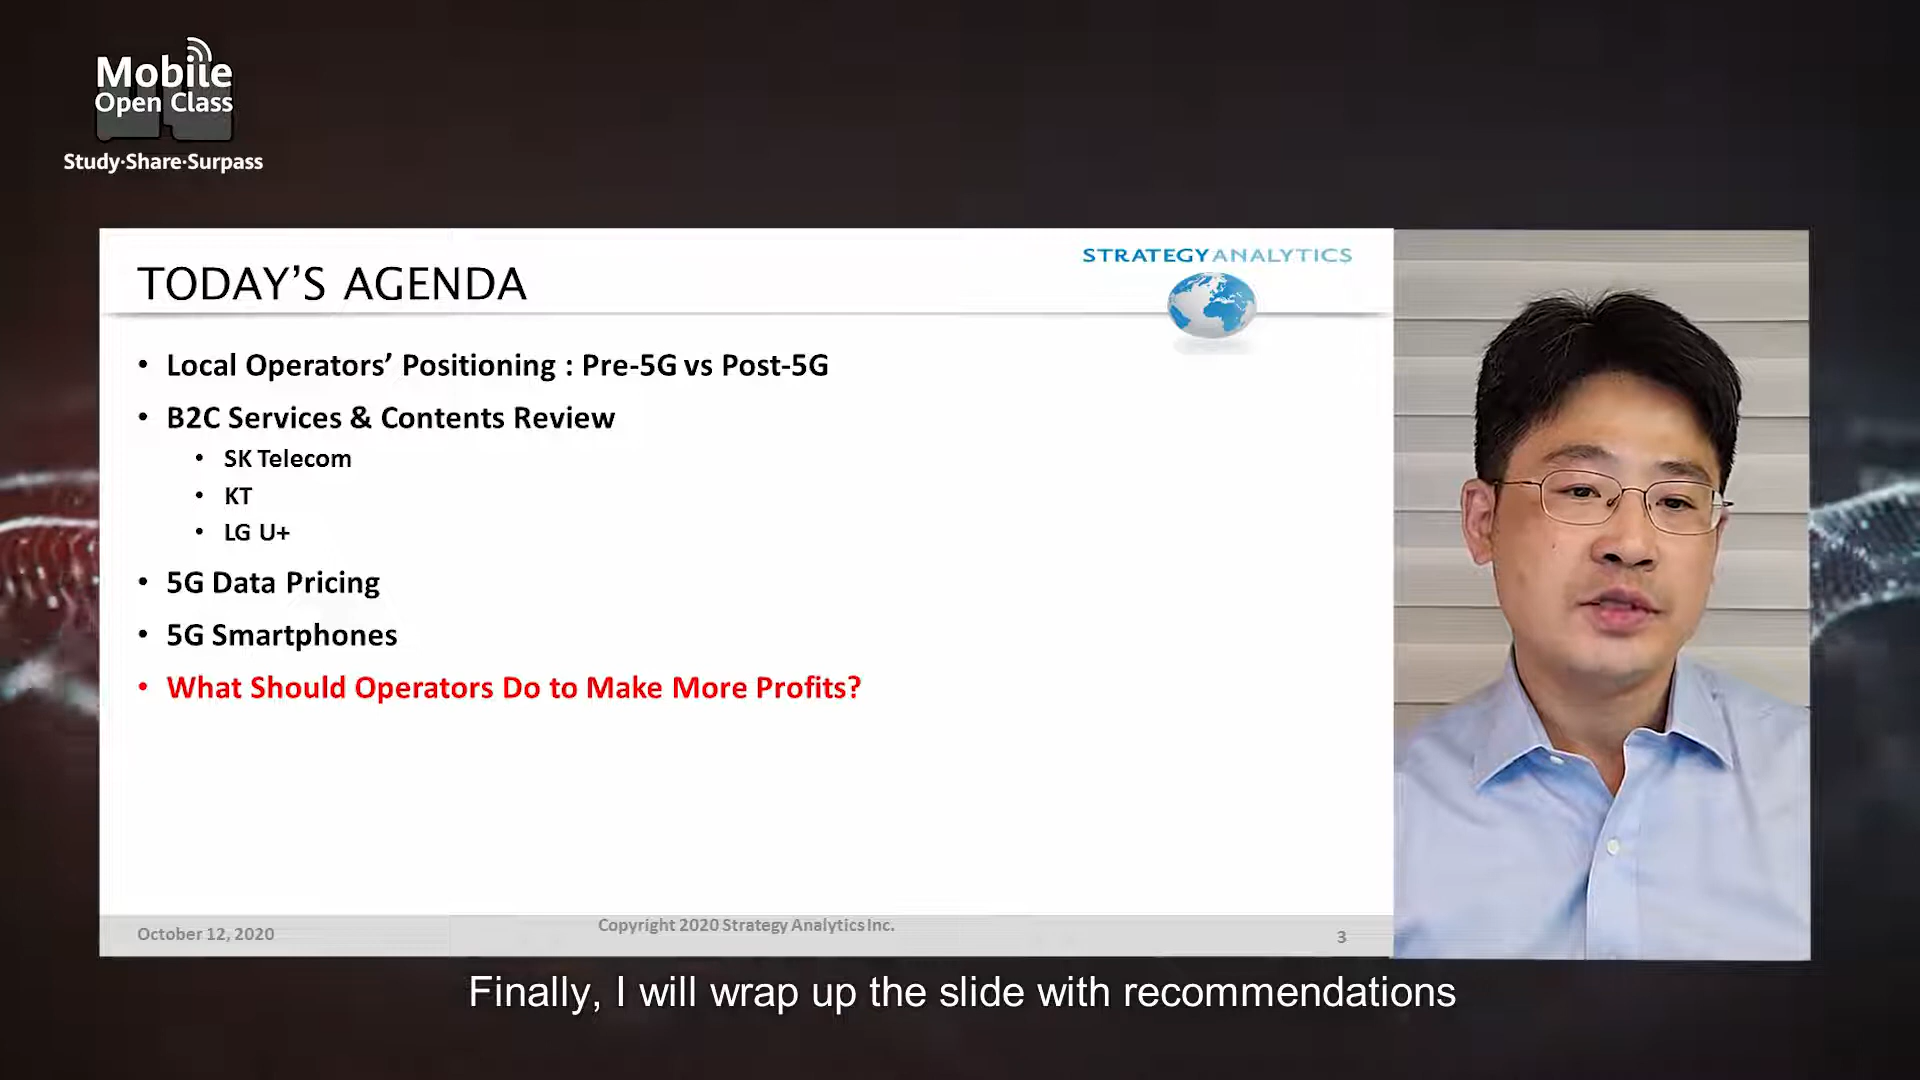 Mobile
Open Class
Study·Share·Surpass
TODAY’S AGENDA
STRATEGYANALYTICS
• Local Operators’ Positioning : Pre-5G vs Post-5G
• B2C Services & Contents Review
• SK Telecom
• KT
• LG U+
• 5G Data Pricing
• 5G Smartphones
• What Should Operators Do to Make More Profits?
October 12, 2020
Copyright 2020 Strategy Analytics Inc.
3
Finally, I will wrap up the slide with recommendations